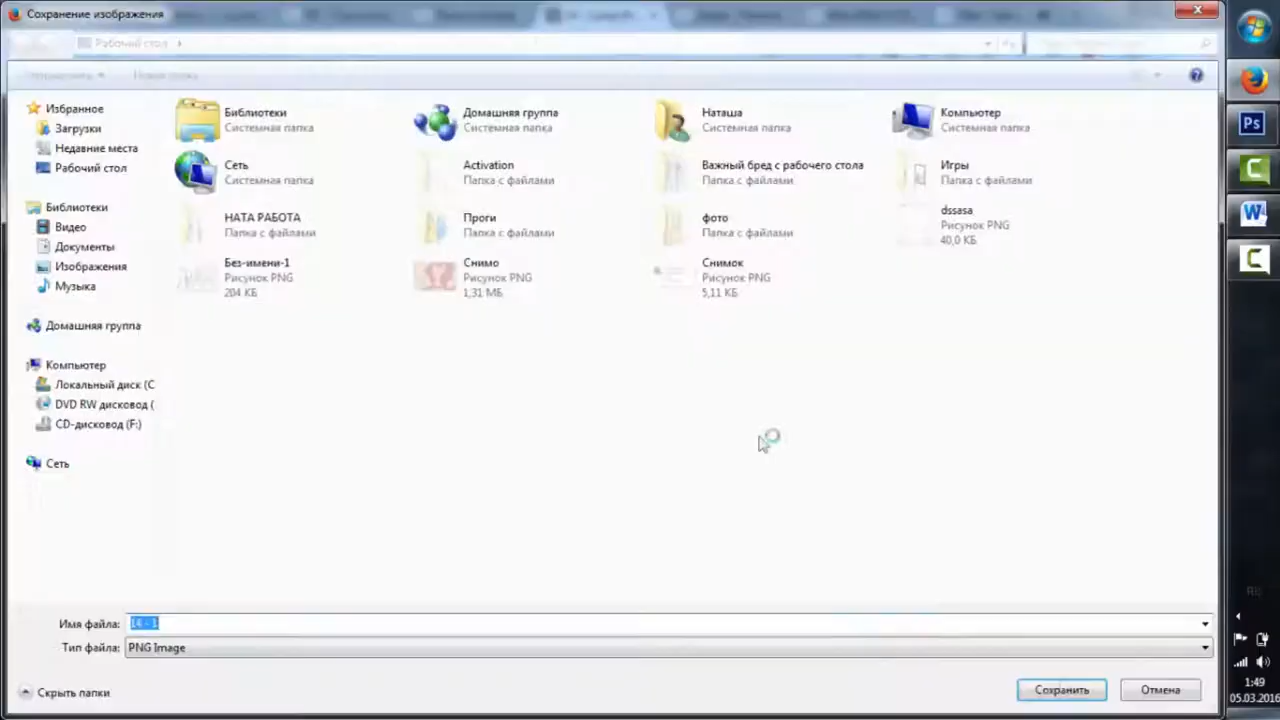 Сохранение изображения
Рабочий стол
Новая папка
Избранное
Загрузки
Недавние места
Рабочий стол
Библиотеки
Видео
Документы
Изображения
Музыка
Домашняя группа
Компьютер
Локальный диск (C
DVD RW дисковод (
CD-дисковод (F:)
Сеть
Библиотеки
Системная папка
Домашняя группа
Системная папка
Наташа
Системная папка
Компьютер
Системная папка
Сеть
Системная папка
Activation
Папка с файлами
Важный бред с рабочего стола
Папка с файлами
Игры
Папка с файлами
НАТА РАБОТА
Папка с файлами
Проги
Папка с файлами
фото
Папка с файлами
dssasa
Рисунок PNG
40,0 КБ
Без-имени-1
Рисунок PNG
204 КБ
Снимо
Рисунок PNG
1,31 МБ
Снимок
Рисунок PNG
5,11 КБ
Имя файла:
Тип файла: PNG Image
Скрыть папки
Сохранить
Отмена
Ps
W
1:49
05.03.2016